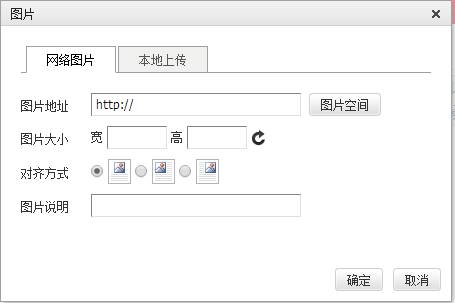 图片
网络图片 本地上传
图片地址 http:// 图片空间
图片大小 宽 高
对齐方式
图片说明
确定 取消